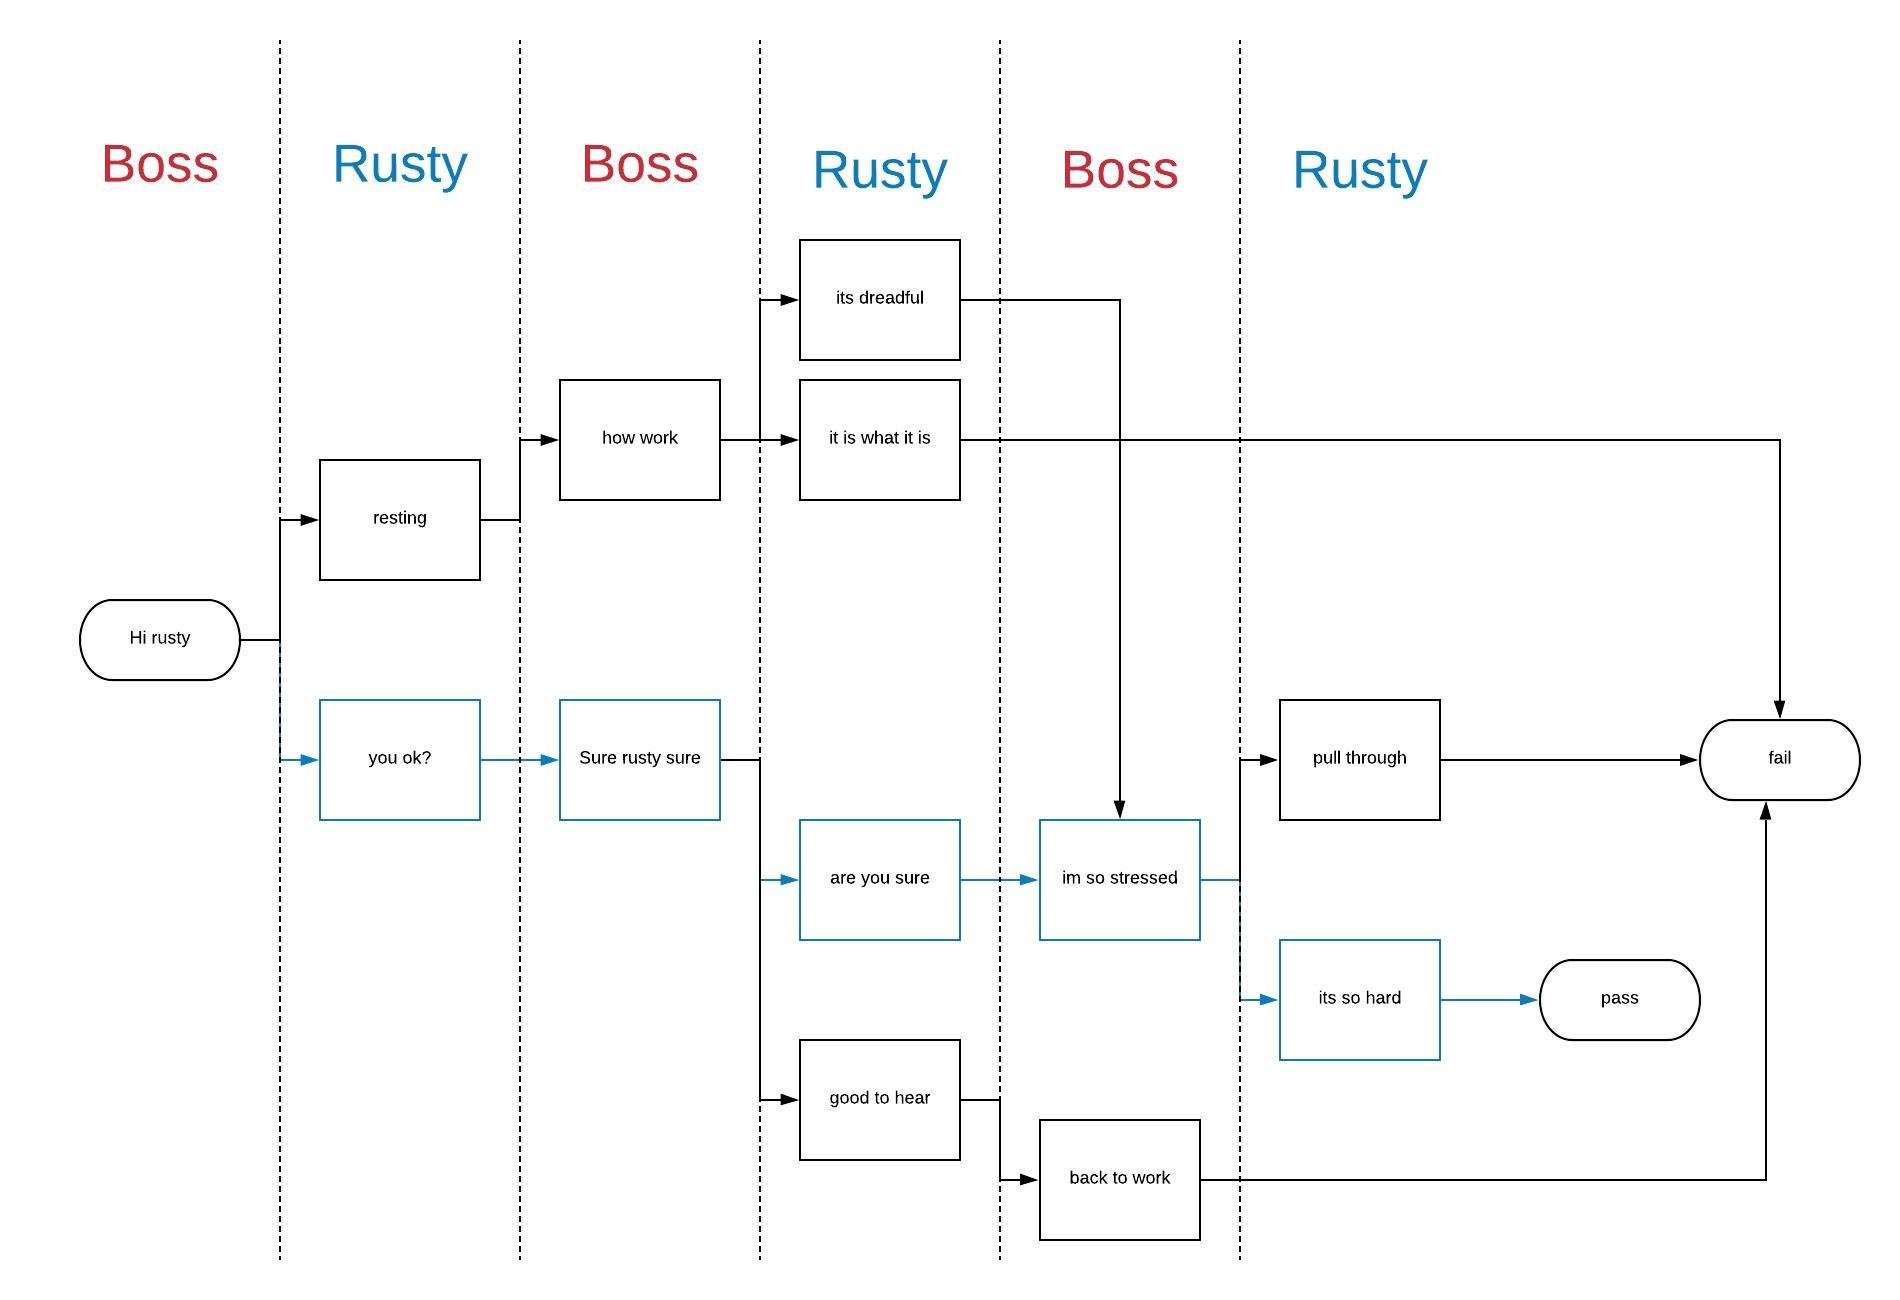 Boss
Rusty
Boss
Rusty
Boss
Rusty
its dreadful
how work
it is what it is
resting
Hi rusty
you ok?
Sure rusty sure
pull through
fail
are you sure
im so stressed
its so hard
pass
good to hear
back to work